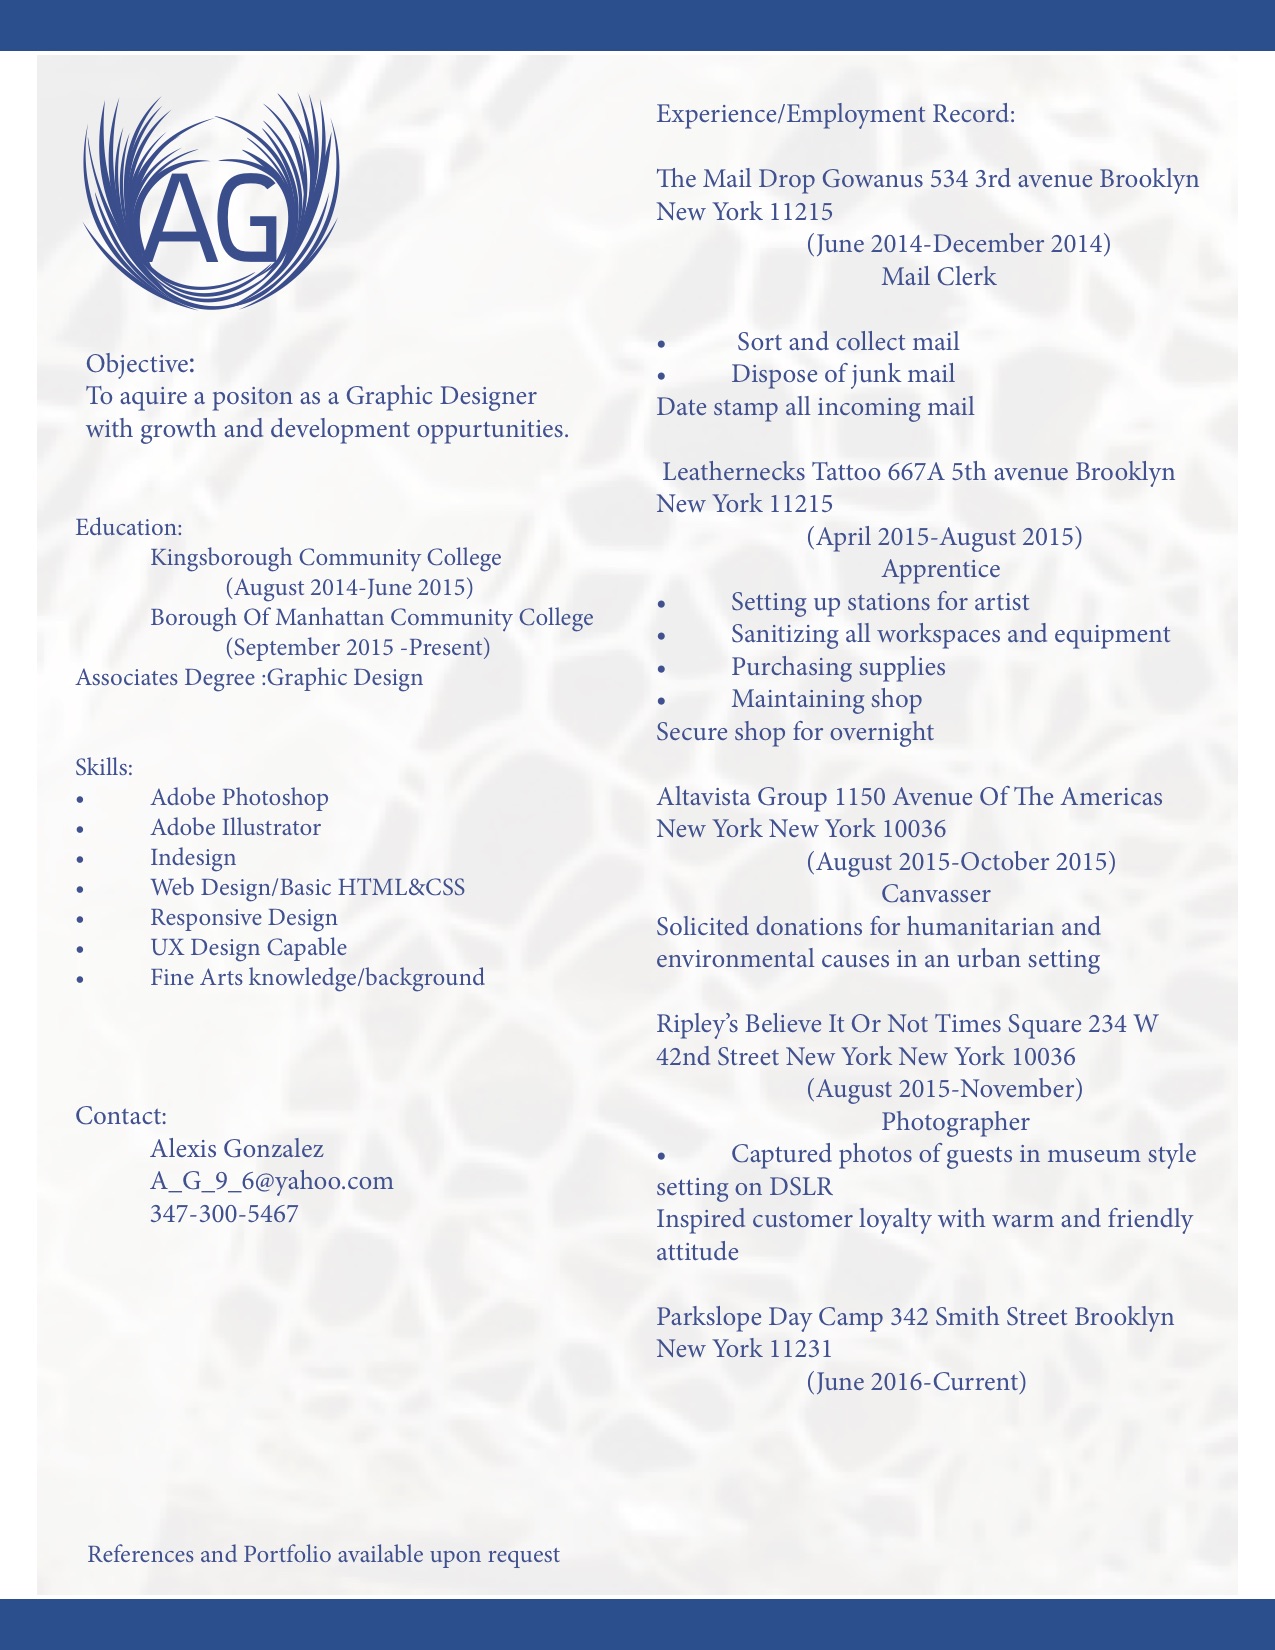 AG
Objective:
To aquire a positon as a Graphic Designer
with growth and development oppurtunities.
Education:
Kingsborough Community College
(August 2014-June 2015)
Borough Of Manhattan Community College
(September 2015 -Present)
Associates Degree :Graphic Design
Skills:
• Adobe Photoshop
• Adobe Illustrator
• Indesign
• Web Design/Basic HTML&CSS
• Responsive Design
• UX Design Capable
• Fine Arts knowledge/background
Contact:
Alexis Gonzalez
A_G_9_6@yahoo.com
347-300-5467
References and Portfolio available upon request
Experience/Employment Record:
The Mail Drop Gowanus 534 3rd avenue Brooklyn
New York 11215
(June 2014-December 2014)
Mail Clerk
• Sort and collect mail
• Dispose of junk mail
Date stamp all incoming mail
Leathernecks Tattoo 667A 5th avenue Brooklyn
New York 11215
(April 2015-August 2015)
Apprentice
• Setting up stations for artist
• Sanitizing all workspaces and equipment
• Purchasing supplies
• Maintaining shop
Secure shop for overnight
Altavista Group 1150 Avenue Of The Americas
New York New York 10036
(August 2015-October 2015)
Canvasser
Solicited donations for humanitarian and
environmental causes in an urban setting
Ripley’s Believe It Or Not Times Square 234 W
42nd Street New York New York 10036
(August 2015-November)
Photographer
• Captured photos of guests in museum style
setting on DSLR
Inspired customer loyalty with warm and friendly
attitude
Parkslope Day Camp 342 Smith Street Brooklyn
New York 11231
(June 2016-Current)